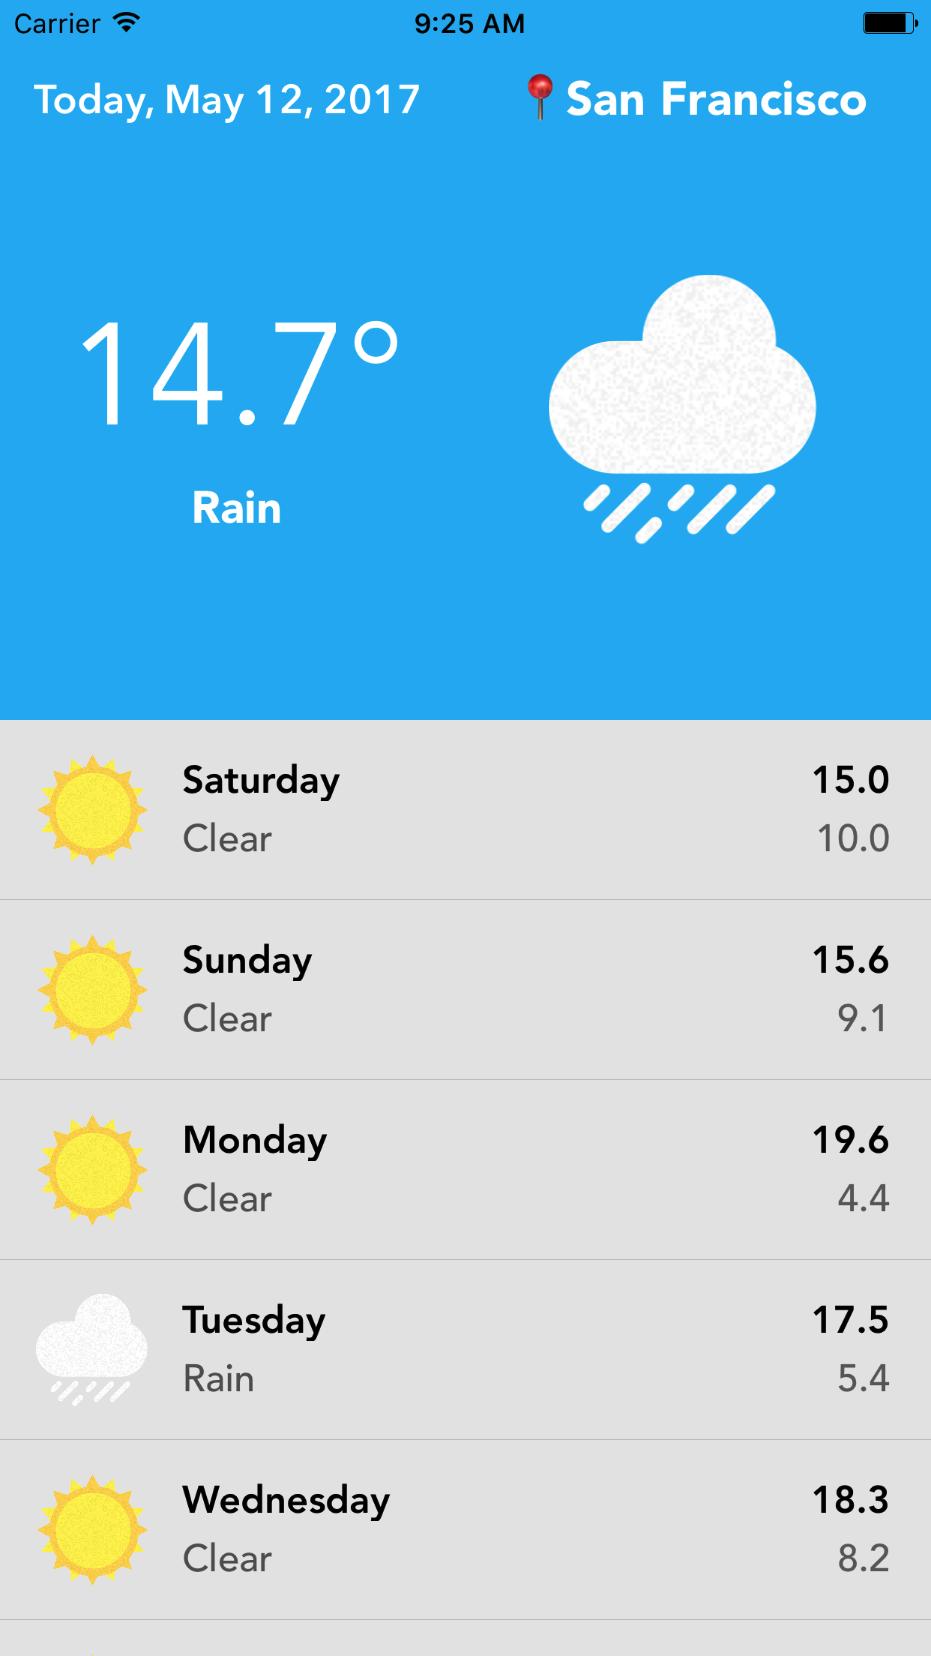 Carrier 9:25 AM
Today, May 12, 2017 San Francisco
14.7°
Rain
Saturday 15.0
Clear 10.0
Sunday 15.6
Clear 9.1
Monday 19.6
Clear 4.4
Tuesday 17.5
Rain 5.4
Wednesday 18.3
Clear 8.2